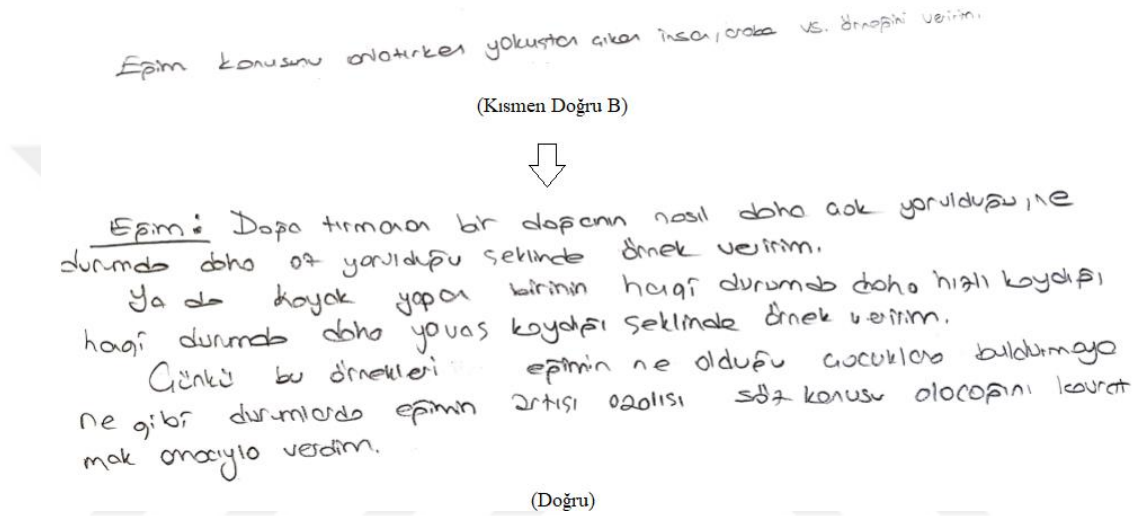 Eğim konusunu anlatırken yokuştan çıkan insan, araba vs. örneğini veririm.
(Kısmen Doğru B)
Eğim: Dağa tırmanan bir dağcının nasıl daha çok yorulduğu, ne
durumda daha az yorulduğu şeklinde örnek veririm.
Ya da kayak yapan birinin hangi durumda daha hızlı kaydığı
hangi durumda daha yavaş kaydığı şeklinde örnek veririm.
Çünkü bu örnekleri eğimin ne olduğu çocuklara buldurmaya
ne gibi durumlarda eğimin artışı azalışı söz konusu olacağını kavrat
mak amacıyla verdim.
(Doğru)